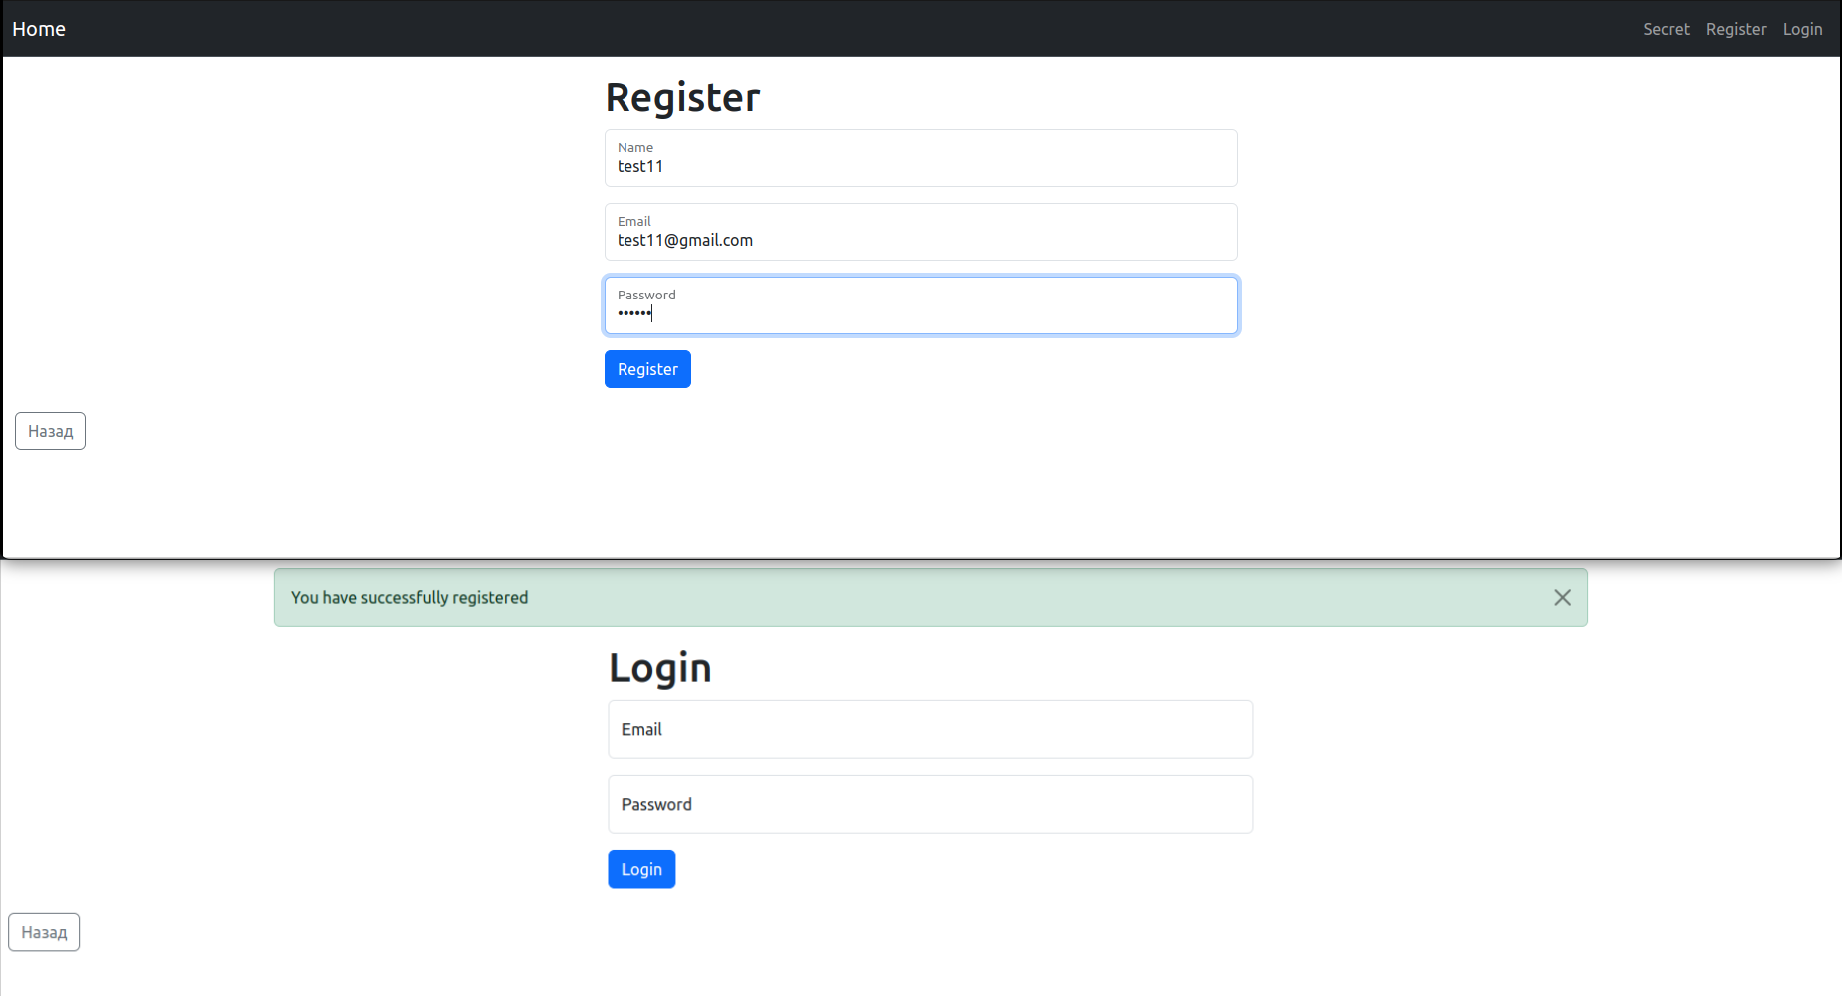 Home Secret Register Login
Register
Name
test11
Email
test11@gmail.com
Password
••••••
Register
Назад
You have successfully registered
Login
Email
Password
Login
Назад